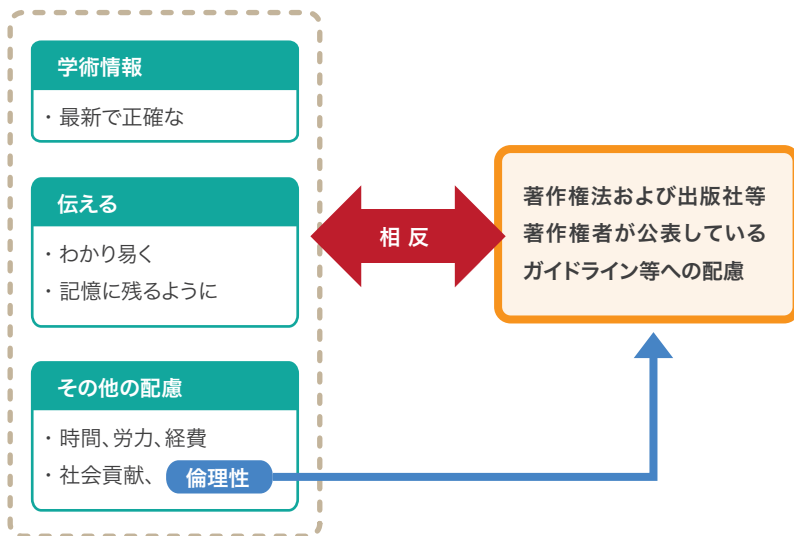 学術情報
・最新で正確な
伝える
・わかり易く
・記憶に残るように
その他の配慮
・時間、労力、経費
・社会貢献、倫理性
相反
著作権法および出版社等
著作権者が公表している
ガイドライン等への配慮